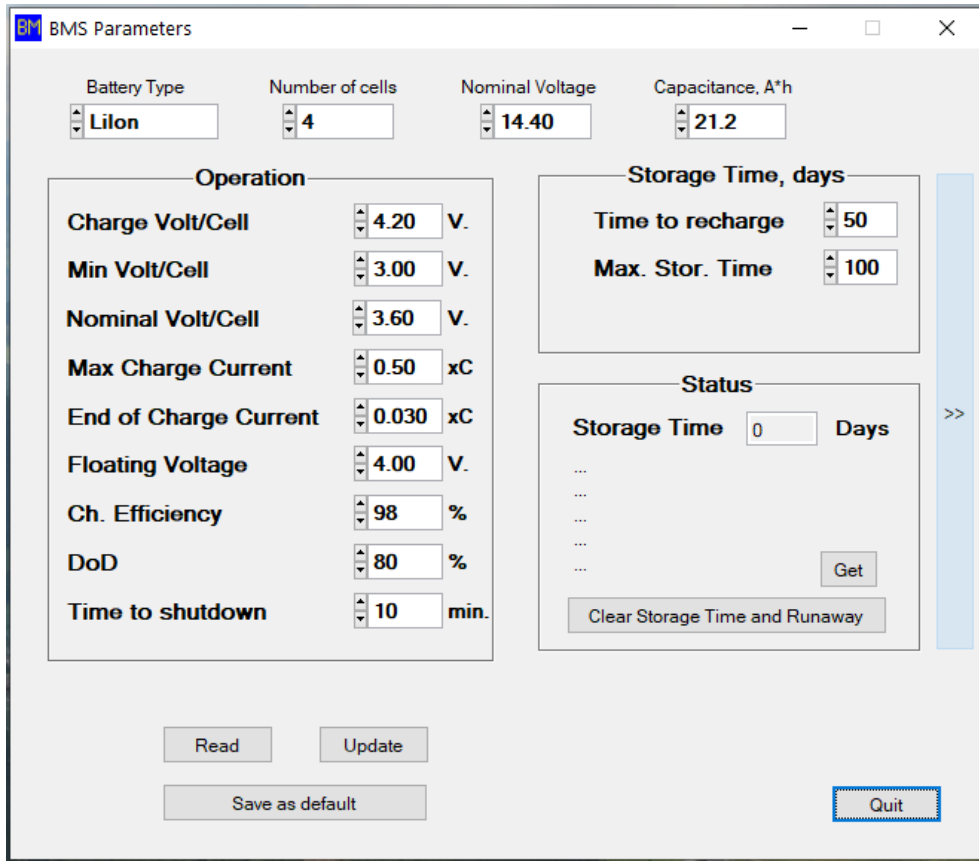 BM BMS Parameters
Battery Type Number of cells Nominal Voltage Capacitance, A*h
LiIon 4 14.40 21.2
Operation
Charge Volt/Cell 4.20 V.
Min Volt/Cell 3.00 V.
Nominal Volt/Cell 3.60 V.
Max Charge Current 0.50 xC
End of Charge Current 0.030 xC
Floating Voltage 4.00 V.
Ch. Efficiency 98 %
DoD 80 %
Time to shutdown 10 min.
Storage Time, days
Time to recharge 50
Max. Stor. Time 100
Status
Storage Time 0 Days
...
...
...
...
...
Get
Clear Storage Time and Runaway
>>
Read Update
Save as default
Quit